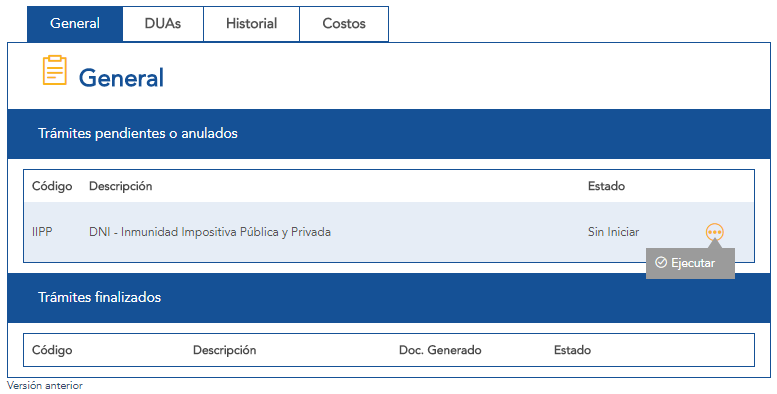 General DUAs Historial Costos
General
Trámites pendientes o anulados
Código Descripción Estado
IIPP DNI - Inmunidad Impositiva Pública y Privada Sin Iniciar
Ejecutar
Trámites finalizados
Código Descripción Doc. Generado Estado
Versión anterior